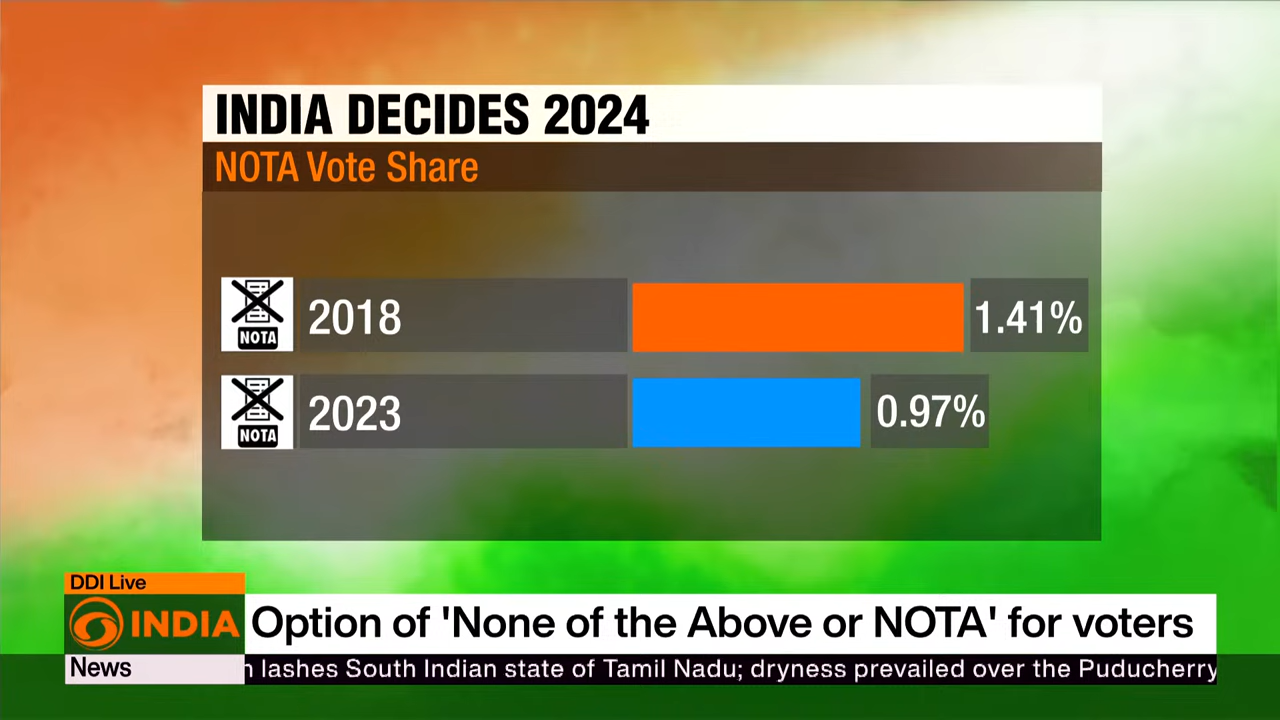 INDIA DECIDES 2024
NOTA Vote Share
NOTA 2018 1.41%
NOTA 2023 0.97%
DDI Live
INDIA Option of 'None of the Above or NOTA' for voters
News lashes South Indian state of Tamil Nadu; dryness prevailed over the Puducherry